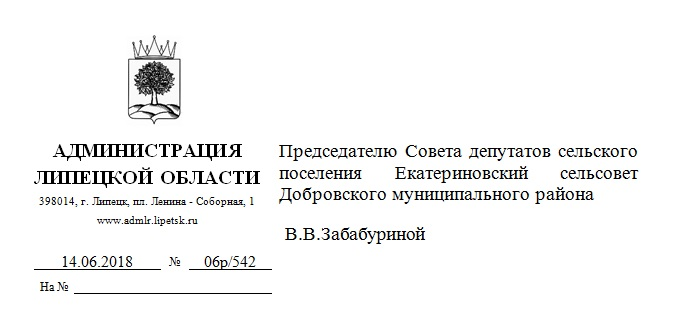 АДМИНИСТРАЦИЯ
ЛИПЕЦКОЙ ОБЛАСТИ
398014, г. Липецк, пл. Ленина - Соборная, 1
www.admlr.lipetsk.ru
14.06.2018 № 06р/542
На №
Председателю Совета депутатов сельского
поселения Екатериновский сельсовет
Добровского муниципального района
В.В.Забабуриной